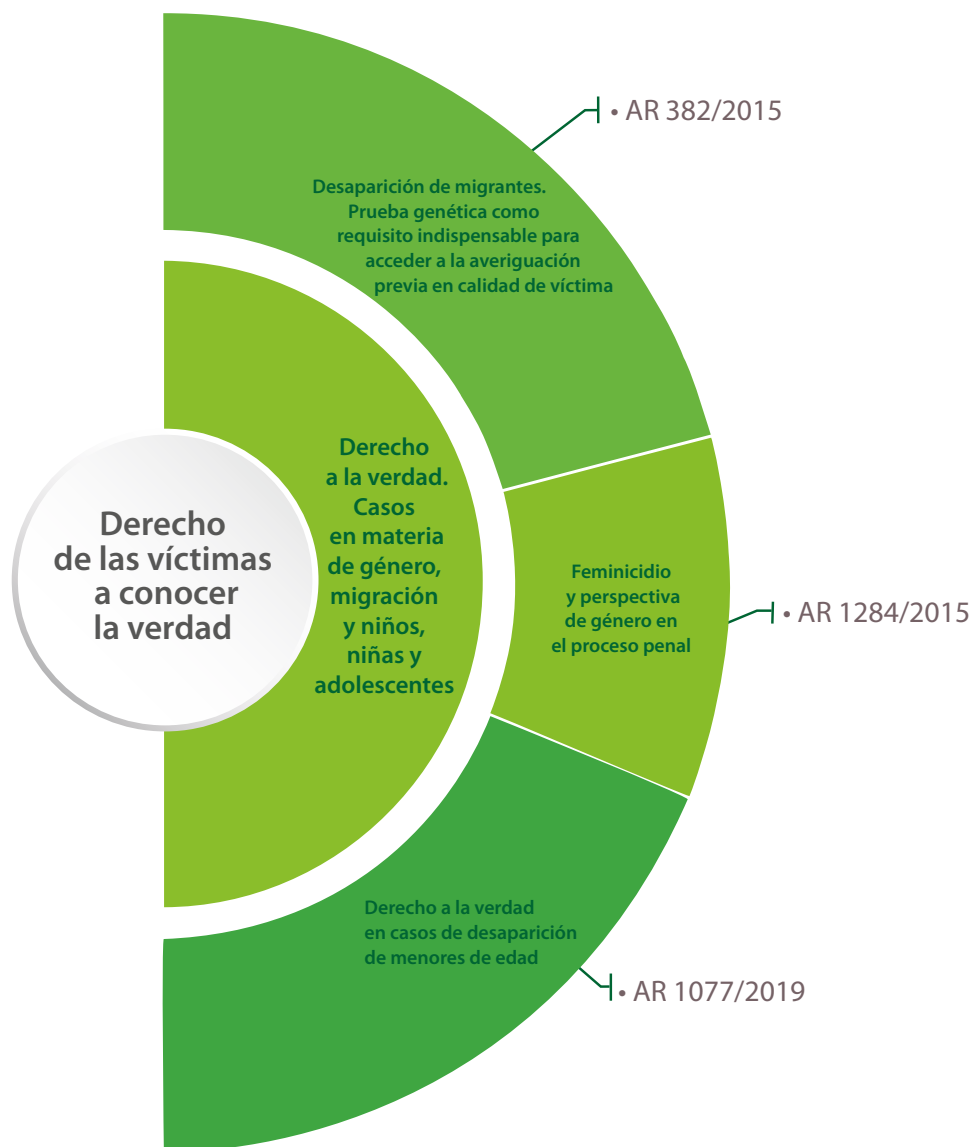 Derecho
de las víctimas
a conocer
la verdad
Derecho
a la verdad.
Casos
en materia
de género,
migración
y niños,
niñas y
adolescentes
Desaparición de migrantes.
Prueba genética como
requisito indispensable para
acceder a la averiguación
previa en calidad de víctima
• AR 382/2015
Feminicidio
y perspectiva
de género en
el proceso penal
• AR 1284/2015
Derecho a la verdad
en casos de desaparición
de menores de edad
• AR 1077/2019